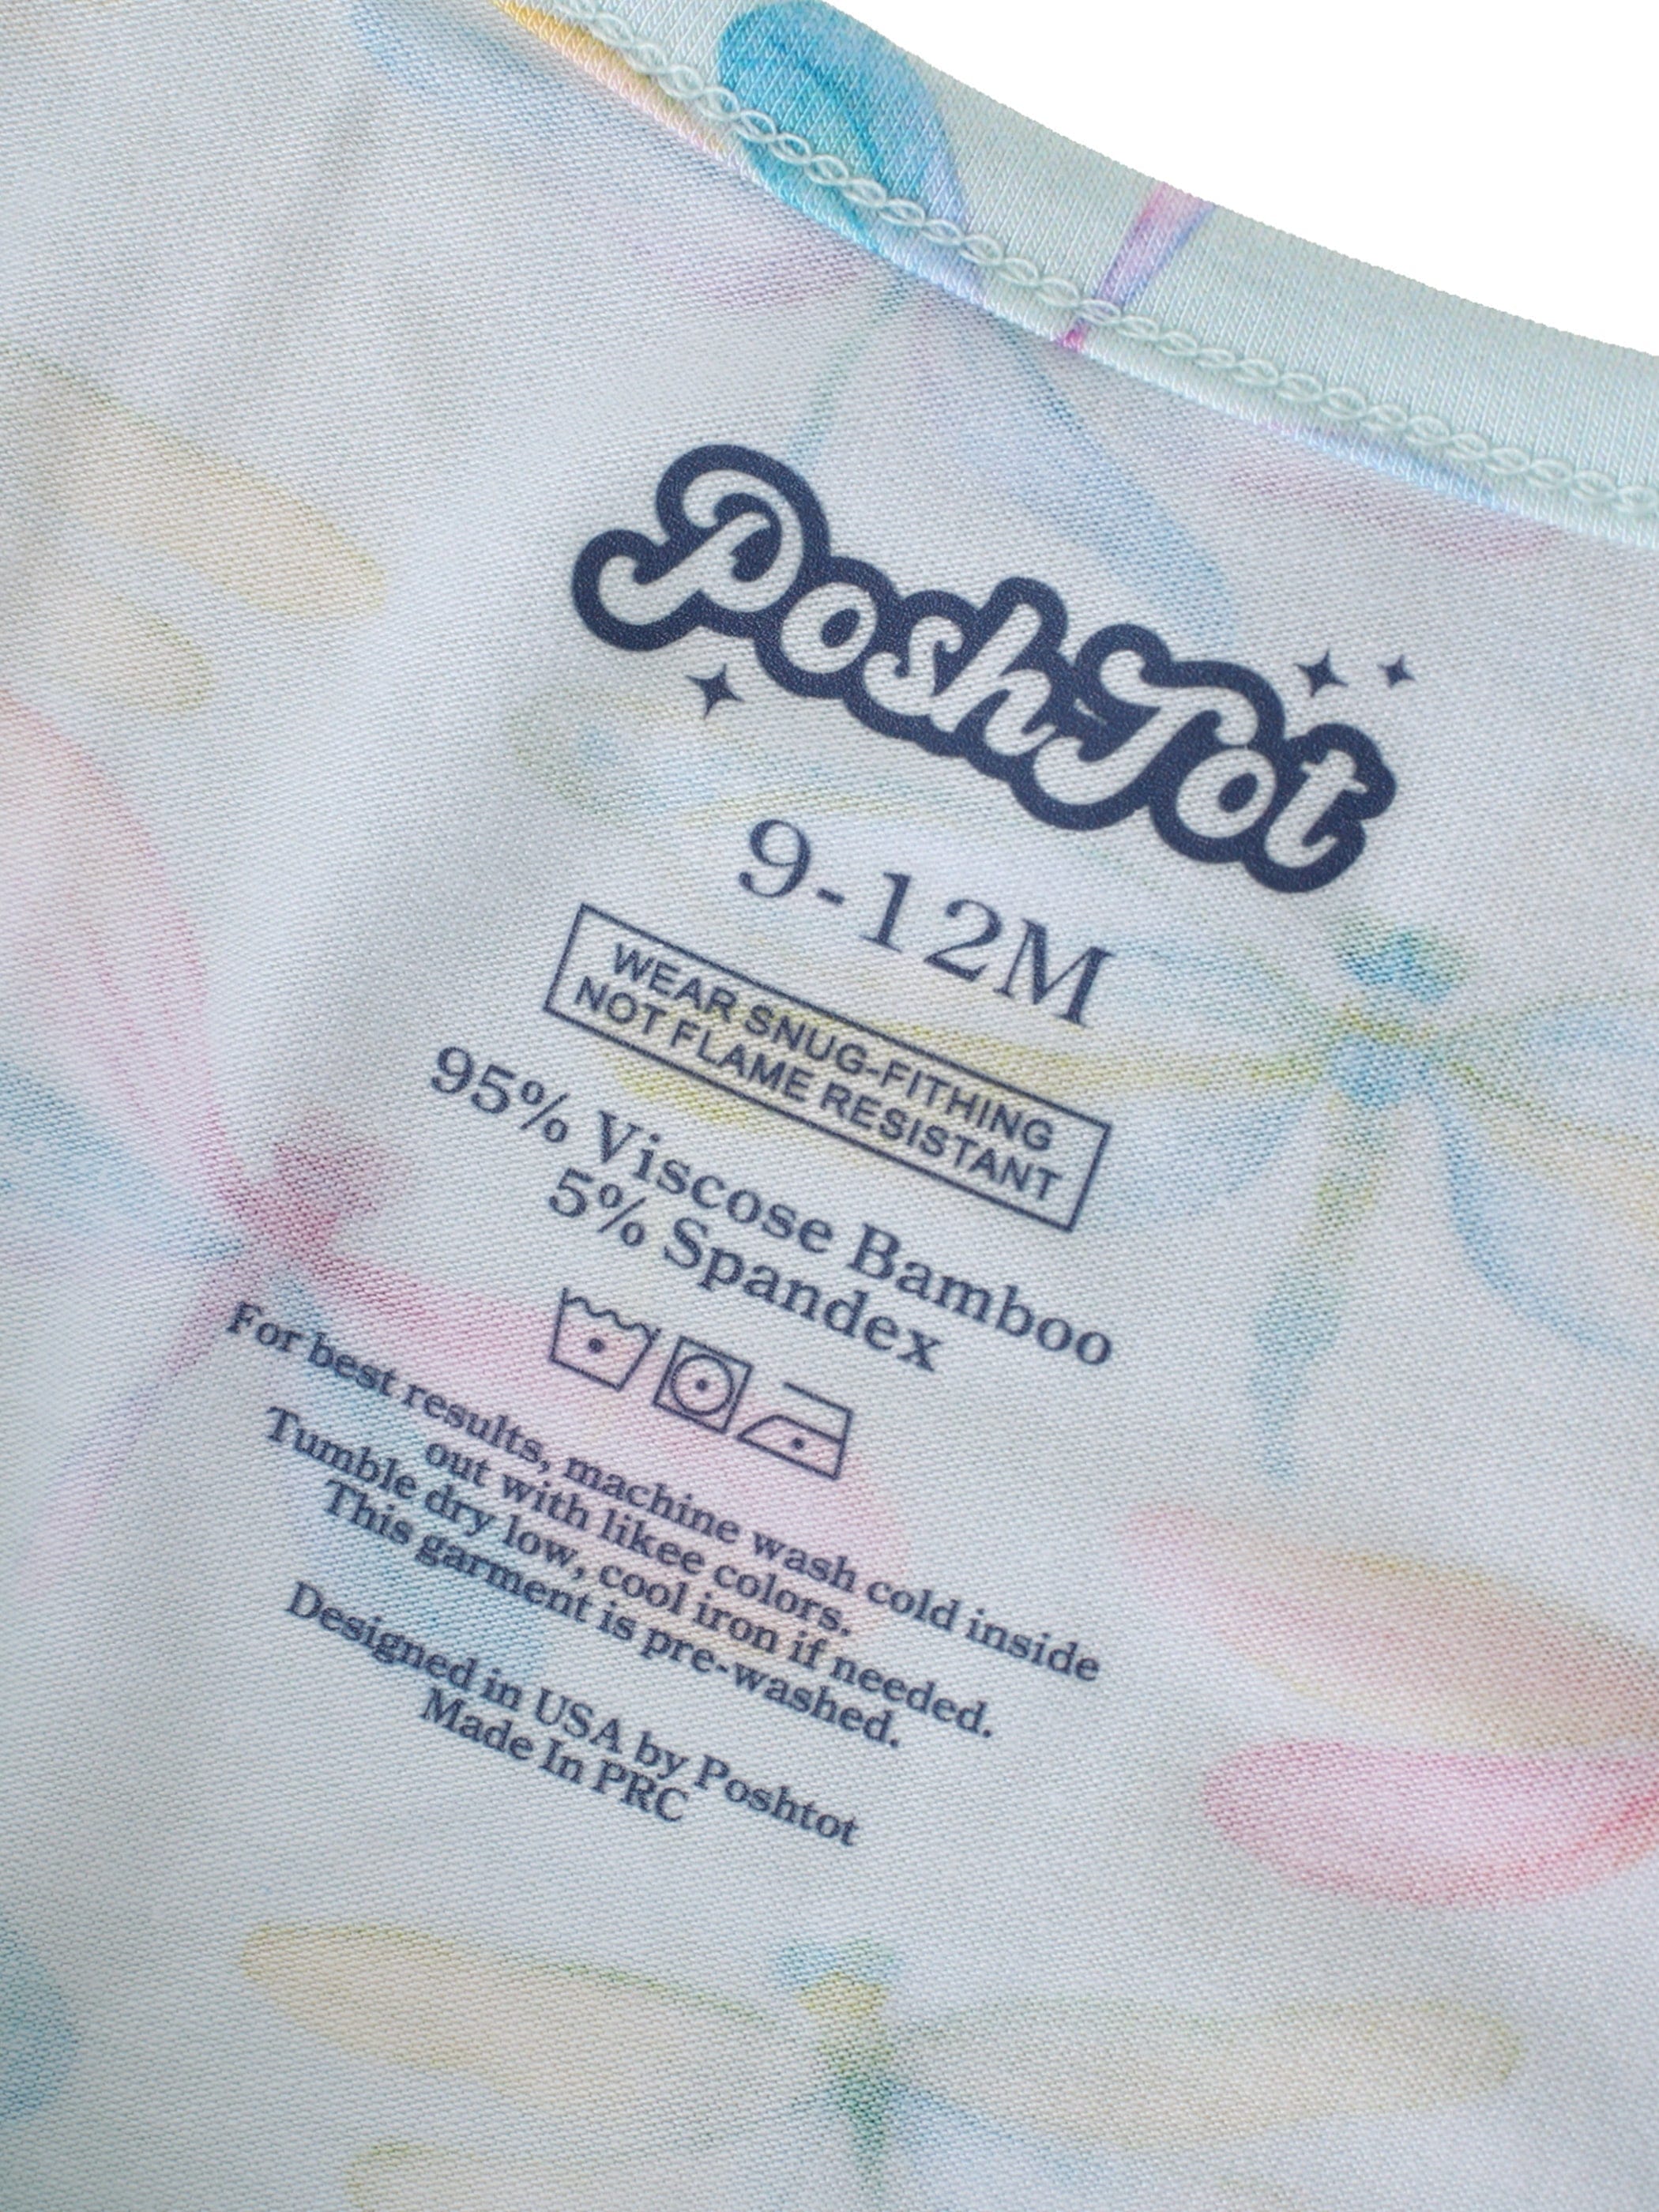 PoshTot
9-12M
WEAR SNUG-FITHING
NOT FLAME RESISTANT
95% Viscose Bamboo
5% Spandex
For best results, machine wash cold inside
out with likee colors.
Tumble dry low, cool iron if needed.
This garment is pre-washed.
Designed in USA by Poshtot
Made In PRC